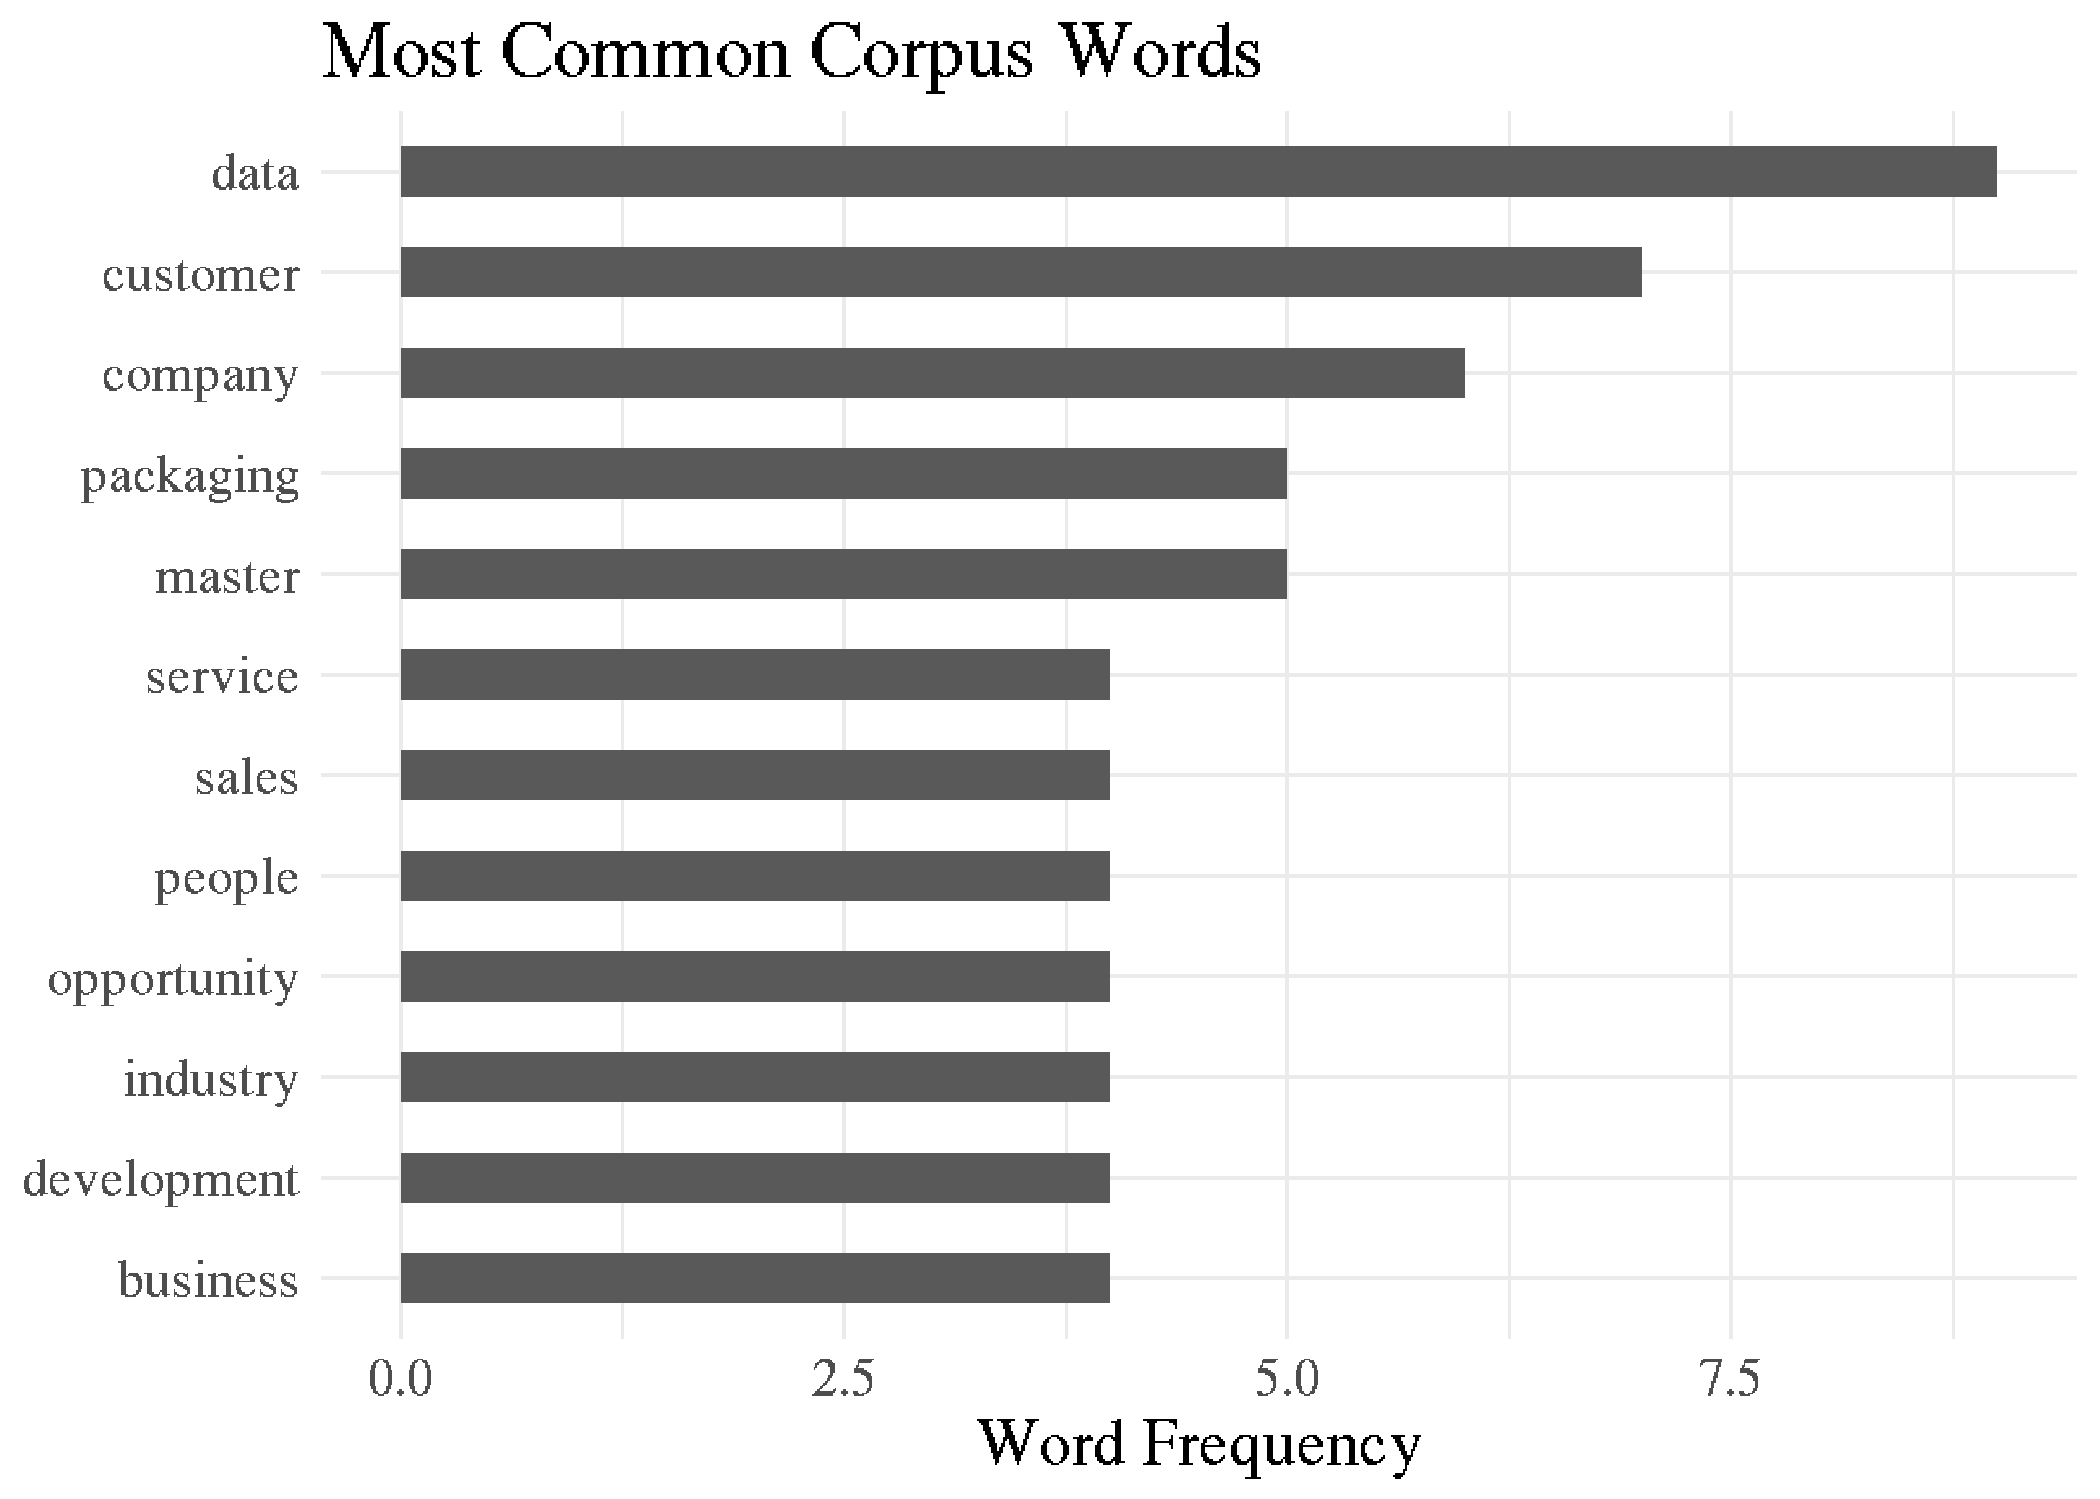 Most Common Corpus Words
data
customer
company
packaging
master
service
sales
people
opportunity
industry
development
business
0.0 2.5 5.0 7.5
Word Frequency